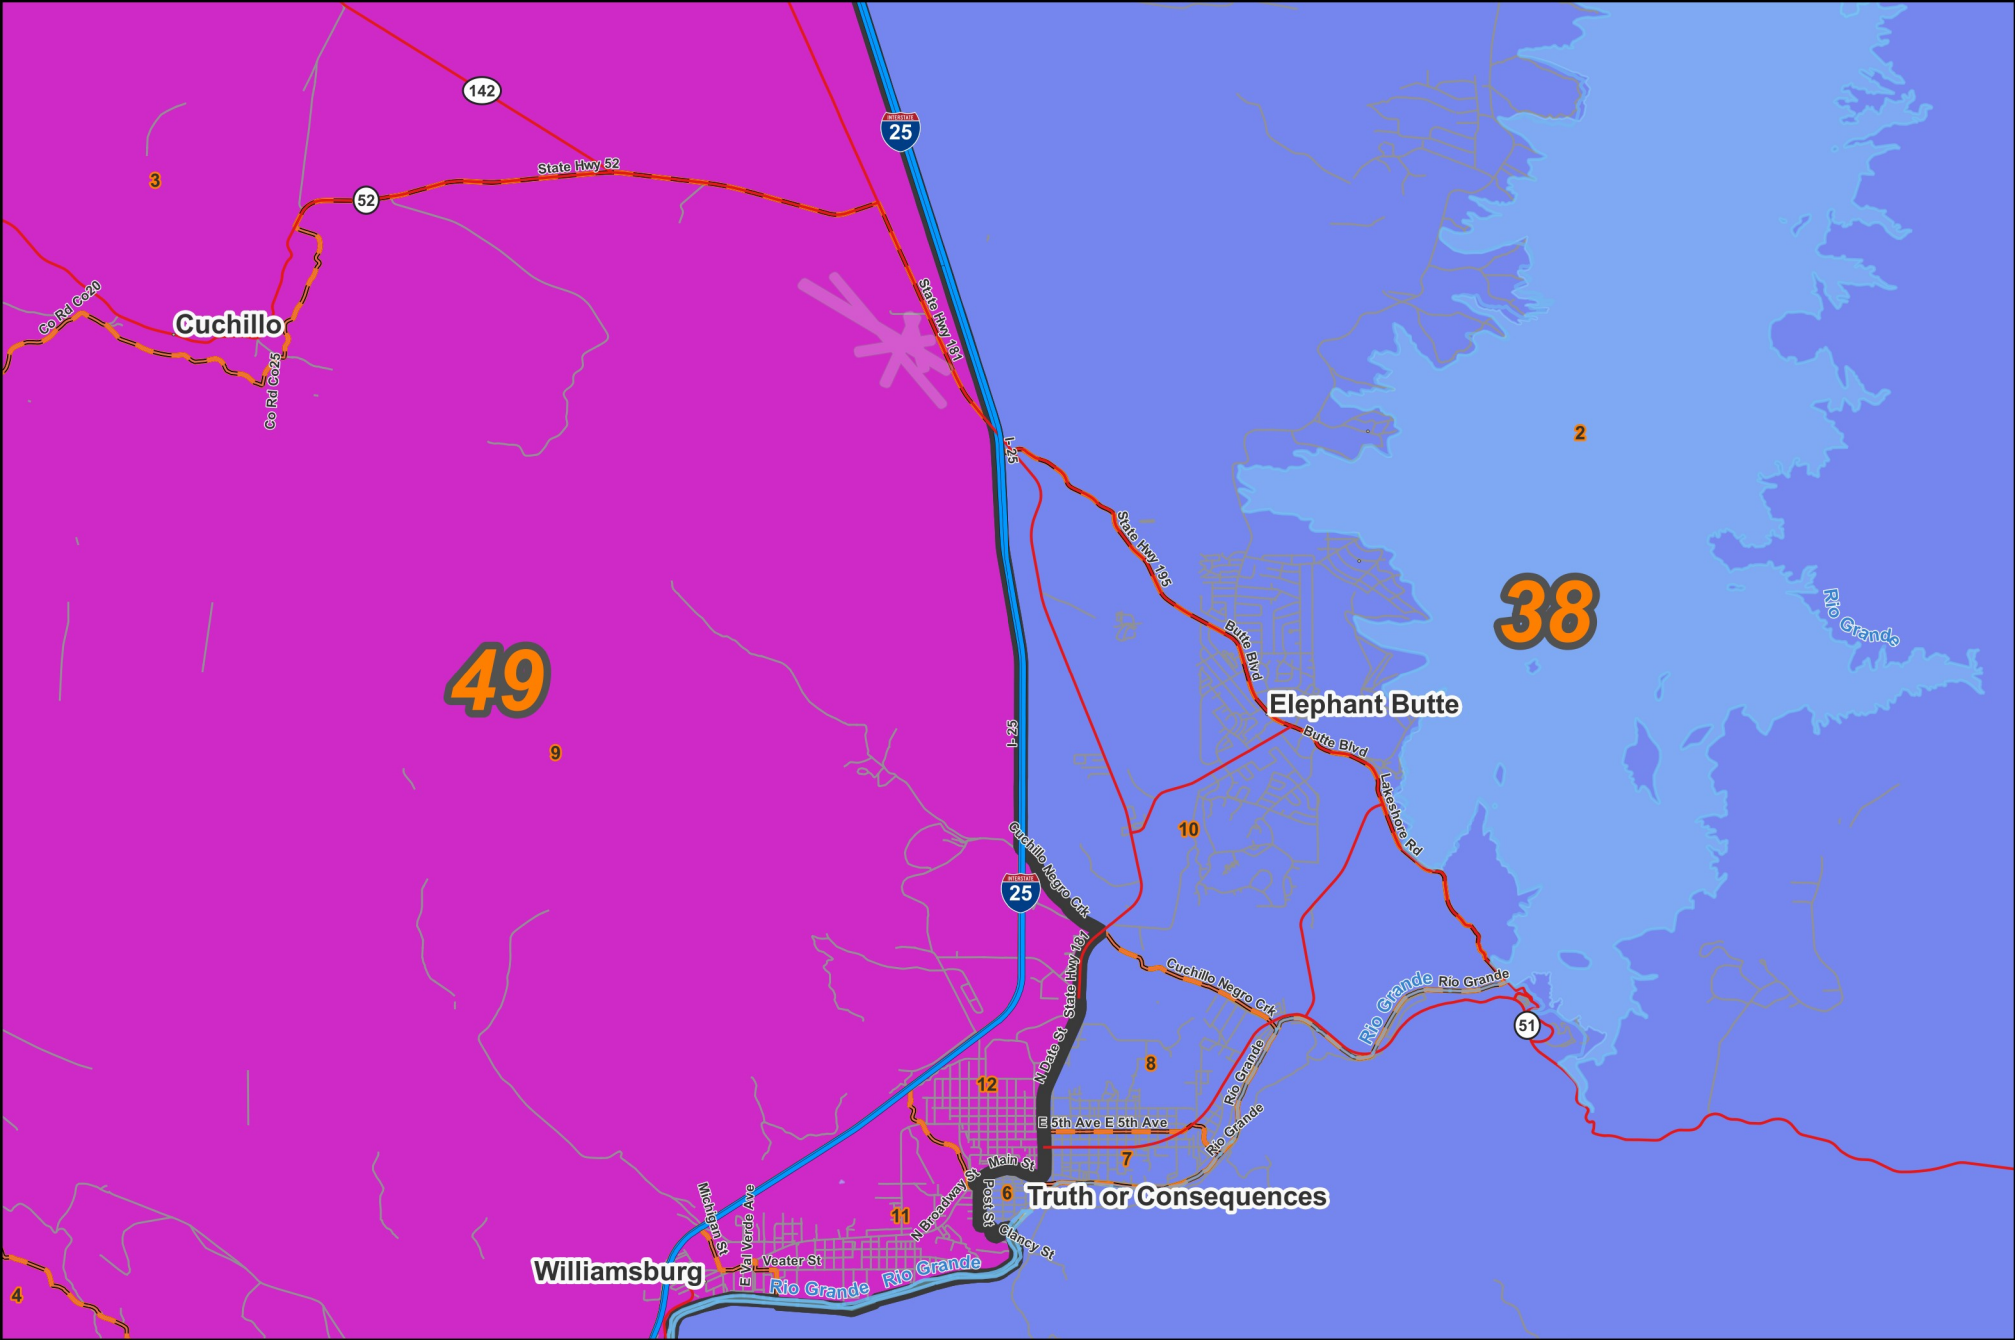 142
INTERSTATE
25
State Hwy 52
3
52
State Hwy 181
Co Rd Co20
Cuchillo
Co Rd Co25
2
I- 25
State Hwy 195
38
Rio Grande
Butte Blvd
49
Elephant Butte
I- 25
Butte Blvd
9
Lakeshore Rd
10
Cuchillo Negro Crk
INTERSTATE
25
State Hwy 181
Cuchillo Negro Crk
Rio Grande
Rio Grande
51
N Date St
8
Rio Grande
12
E 5th Ave E 5th Ave
Rio Grande
Main St
7
6
Truth or Consequences
Post St
N Broadway St
11
Michigan St
E Val Verde Ave
Clancy St
Veater St
Williamsburg
Rio Grande
Rio Grande
4